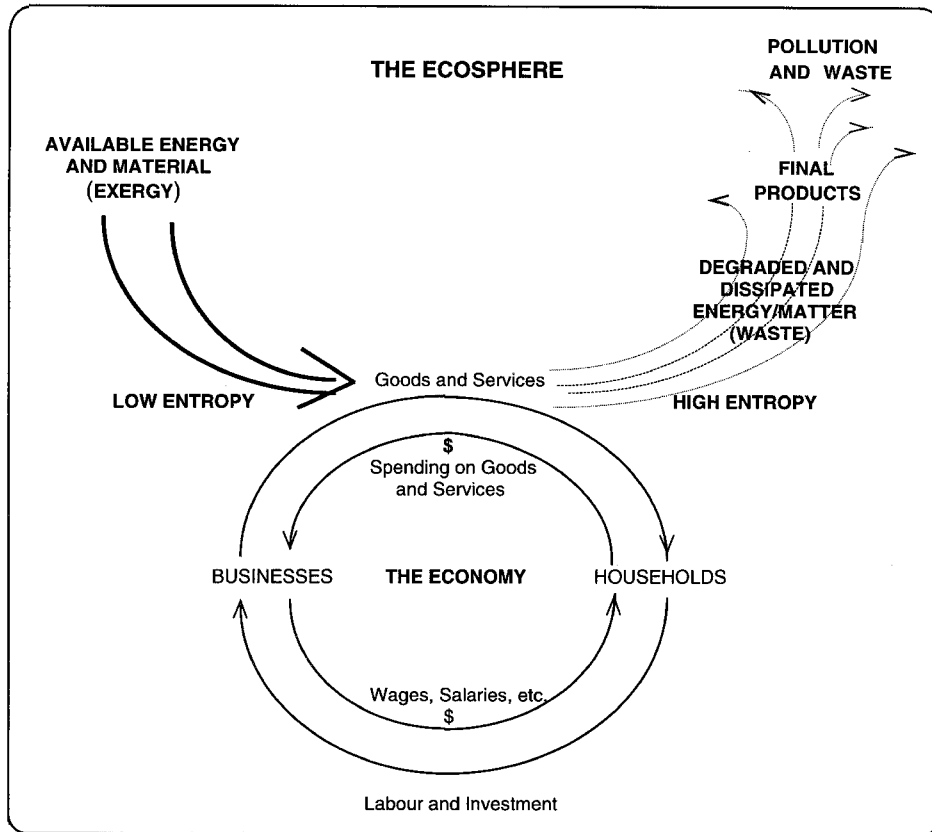 THE ECOSPHERE
POLLUTION
AND WASTE
AVAILABLE ENERGY
AND MATERIAL
(EXERGY)
FINAL
PRODUCTS
DEGRADED AND
DISSIPATED
ENERGY/MATTER
(WASTE)
LOW ENTROPY
Goods and Services
HIGH ENTROPY
$
Spending on Goods
and Services
BUSINESSES
THE ECONOMY
HOUSEHOLDS
Wages, Salaries, etc.
$
Labour and Investment